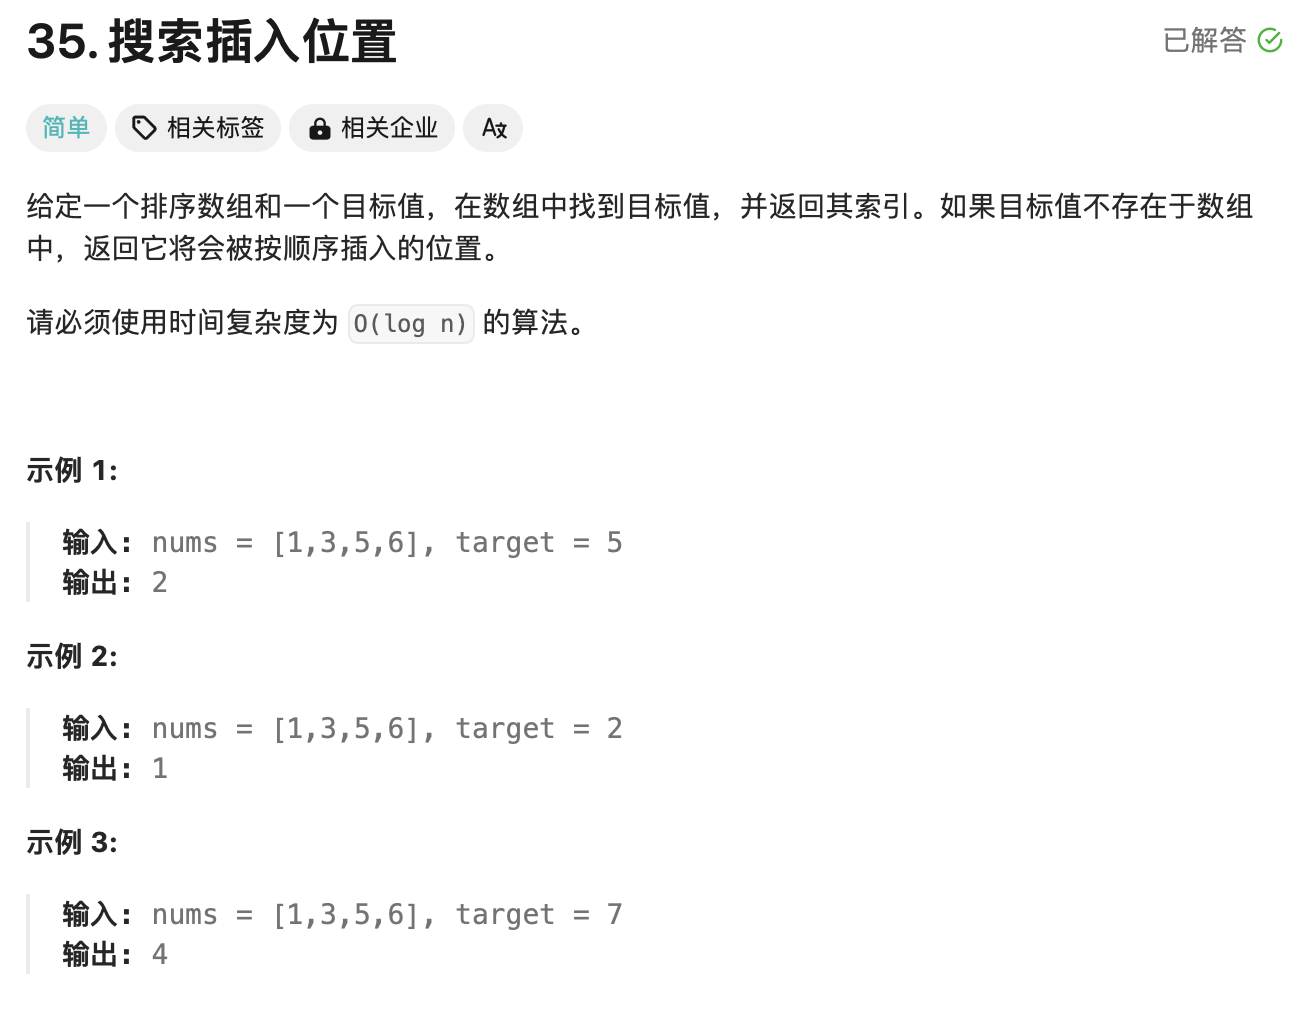 35. 搜索插入位置
已解答
简单 相关标签 相关企业 A文
给定一个排序数组和一个目标值，在数组中找到目标值，并返回其索引。如果目标值不存在于数组
中，返回它将会被按顺序插入的位置。
请必须使用时间复杂度为 O(log n) 的算法。
示例 1:
输入: nums = [1,3,5,6], target = 5
输出: 2
示例 2:
输入: nums = [1,3,5,6], target = 2
输出: 1
示例 3:
输入: nums = [1,3,5,6], target = 7
输出: 4